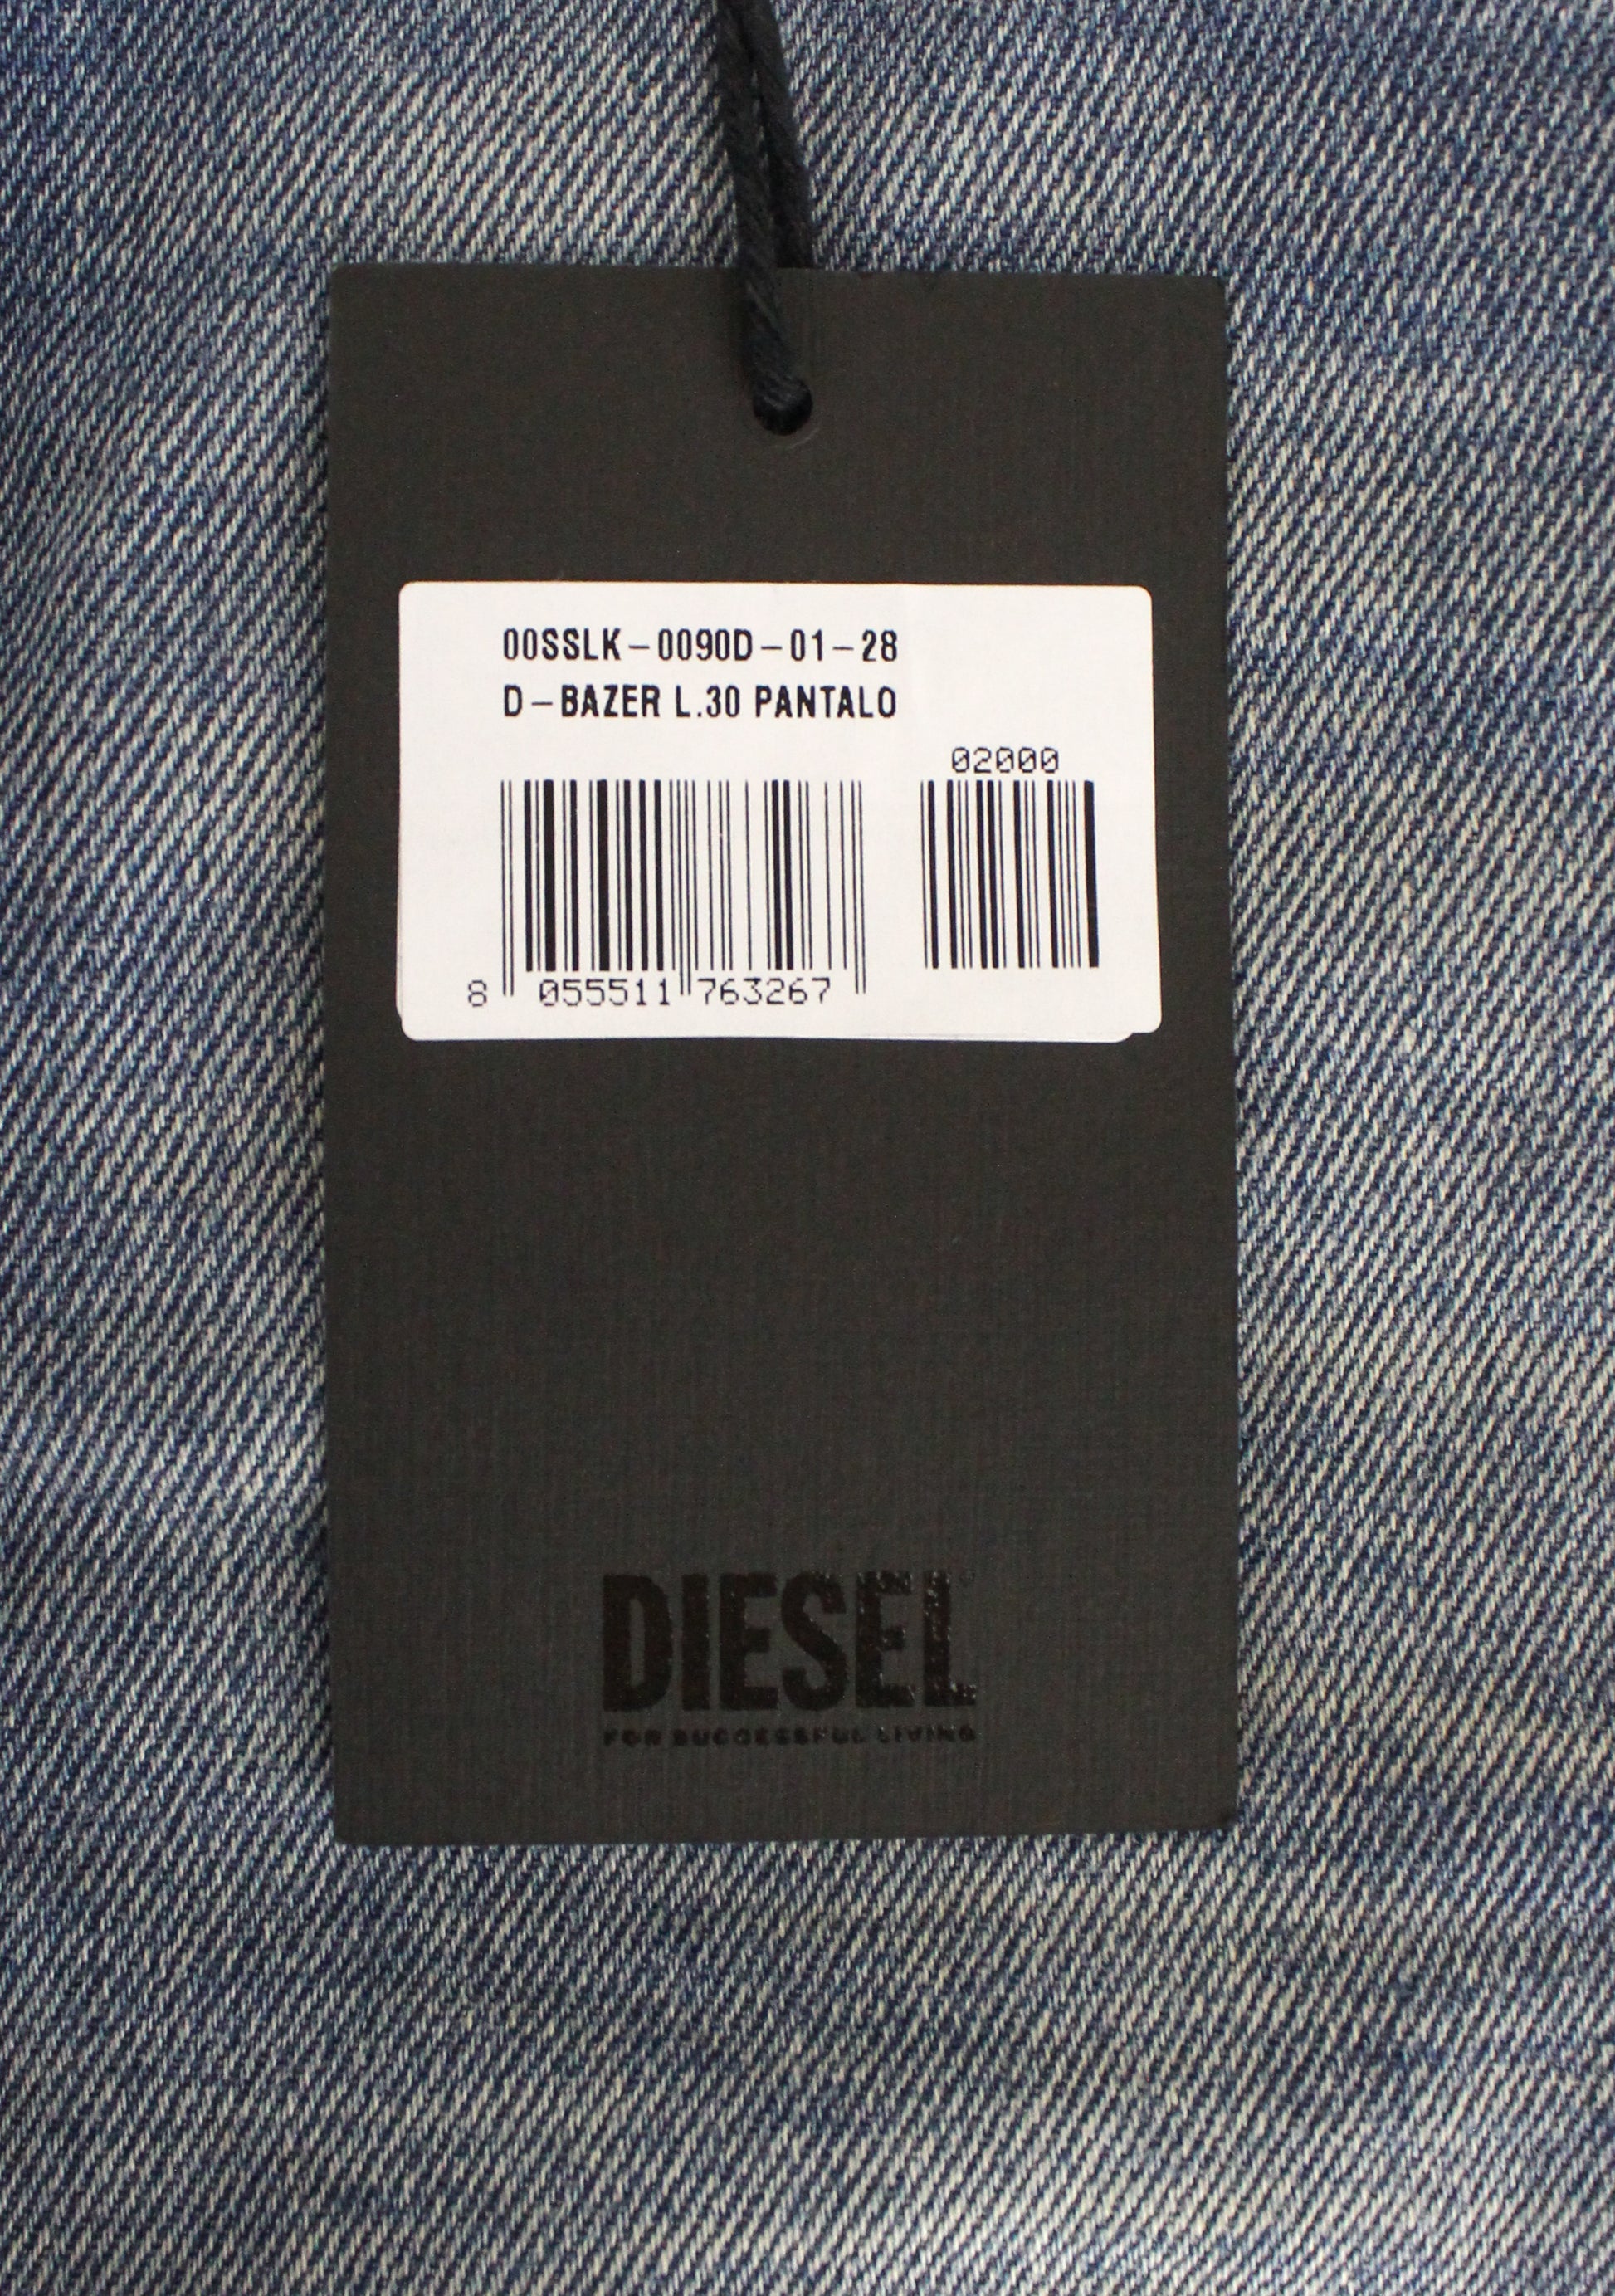 00SSLK-0090D-01-28
D-BAZER L.30 PANTALO
02000
8 055511 763267
DIESEL
FOR SUCCESSFUL LIVING